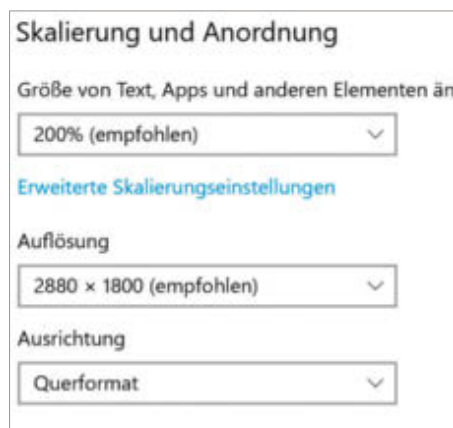 Skalierung und Anordnung
Größe von Text, Apps und anderen Elementen än
200% (empfohlen)
Erweiterte Skalierungseinstellungen
Auflösung
2880 × 1800 (empfohlen)
Ausrichtung
Querformat